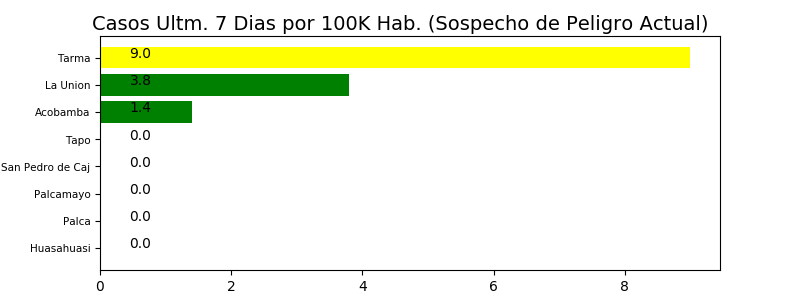 Casos Ultm. 7 Dias por 100K Hab. (Sospecho de Peligro Actual)
Tarma 9.0
La Union 3.8
Acobamba 1.4
Tapo 0.0
San Pedro de Caj 0.0
Palcamayo 0.0
Palca 0.0
Huasahuasi 0.0
0 2 4 6 8